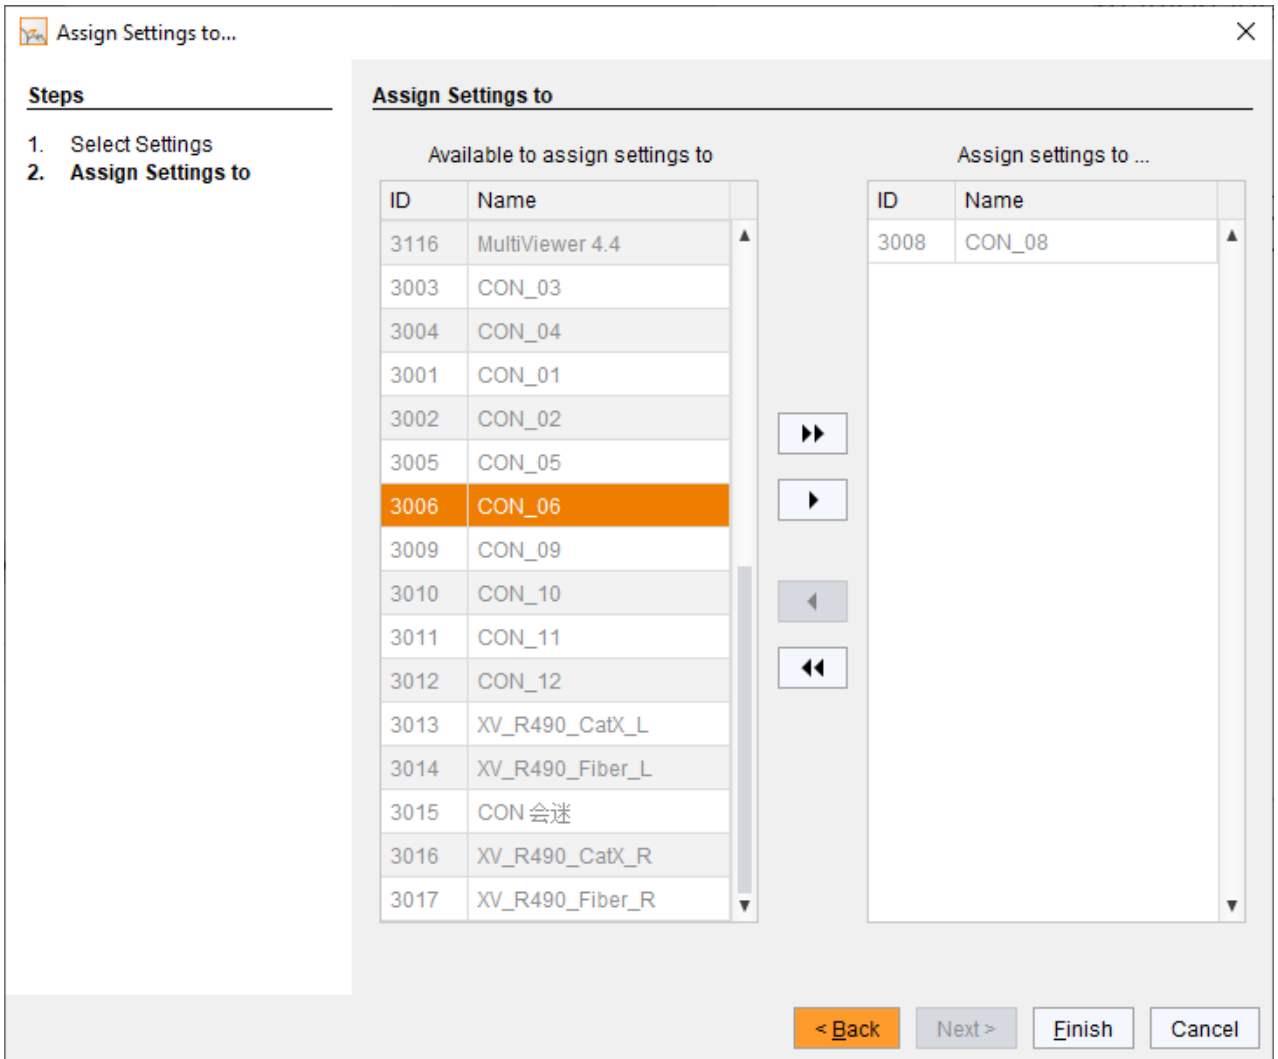 Assign Settings to...
Steps
1. Select Settings
2. Assign Settings to
Assign Settings to
Available to assign settings to
ID Name
3116 MultiViewer 4.4
3003 CON_03
3004 CON_04
3001 CON_01
3002 CON_02
3005 CON_05
3006 CON_06
3009 CON_09
3010 CON_10
3011 CON_11
3012 CON_12
3013 XV_R490_CatX_L
3014 XV_R490_Fiber_L
3015 CON 会迷
3016 XV_R490_CatX_R
3017 XV_R490_Fiber_R
Assign settings to ...
ID Name
3008 CON_08
< Back Next > Finish Cancel